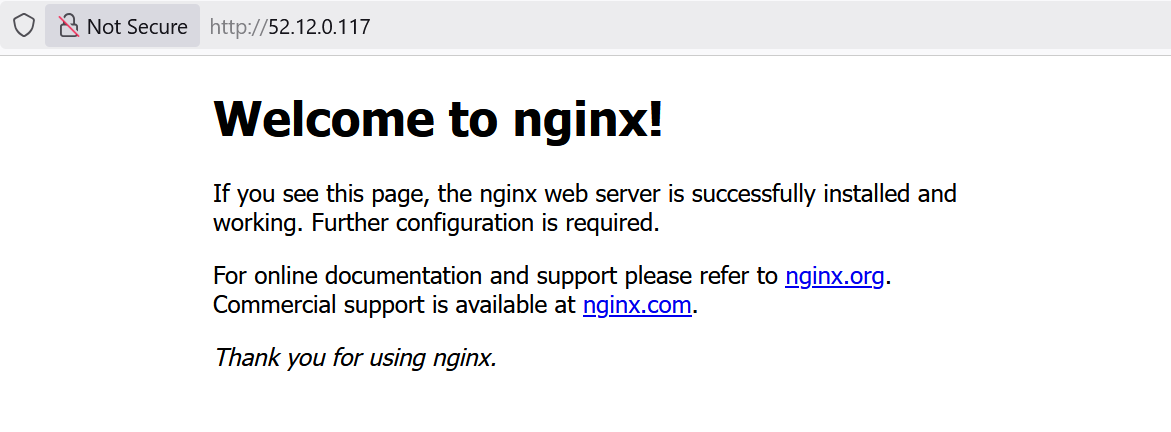 Not Secure http://52.12.0.117
Welcome to nginx!
If you see this page, the nginx web server is successfully installed and
working. Further configuration is required.
For online documentation and support please refer to nginx.org.
Commercial support is available at nginx.com.
Thank you for using nginx.